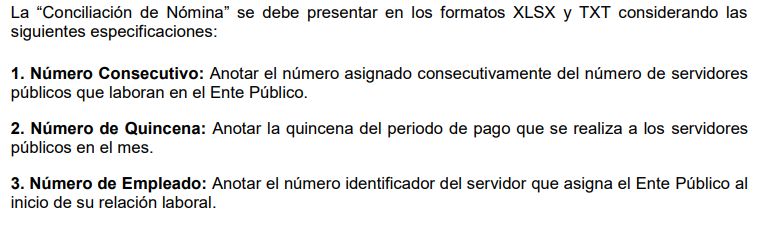 La “Conciliación de Nómina” se debe presentar en los formatos XLSX y TXT considerando las
siguientes especificaciones:
1. Número Consecutivo: Anotar el número asignado consecutivamente del número de servidores
públicos que laboran en el Ente Público.
2. Número de Quincena: Anotar la quincena del periodo de pago que se realiza a los servidores
públicos en el mes.
3. Número de Empleado: Anotar el número identificador del servidor que asigna el Ente Público al
inicio de su relación laboral.